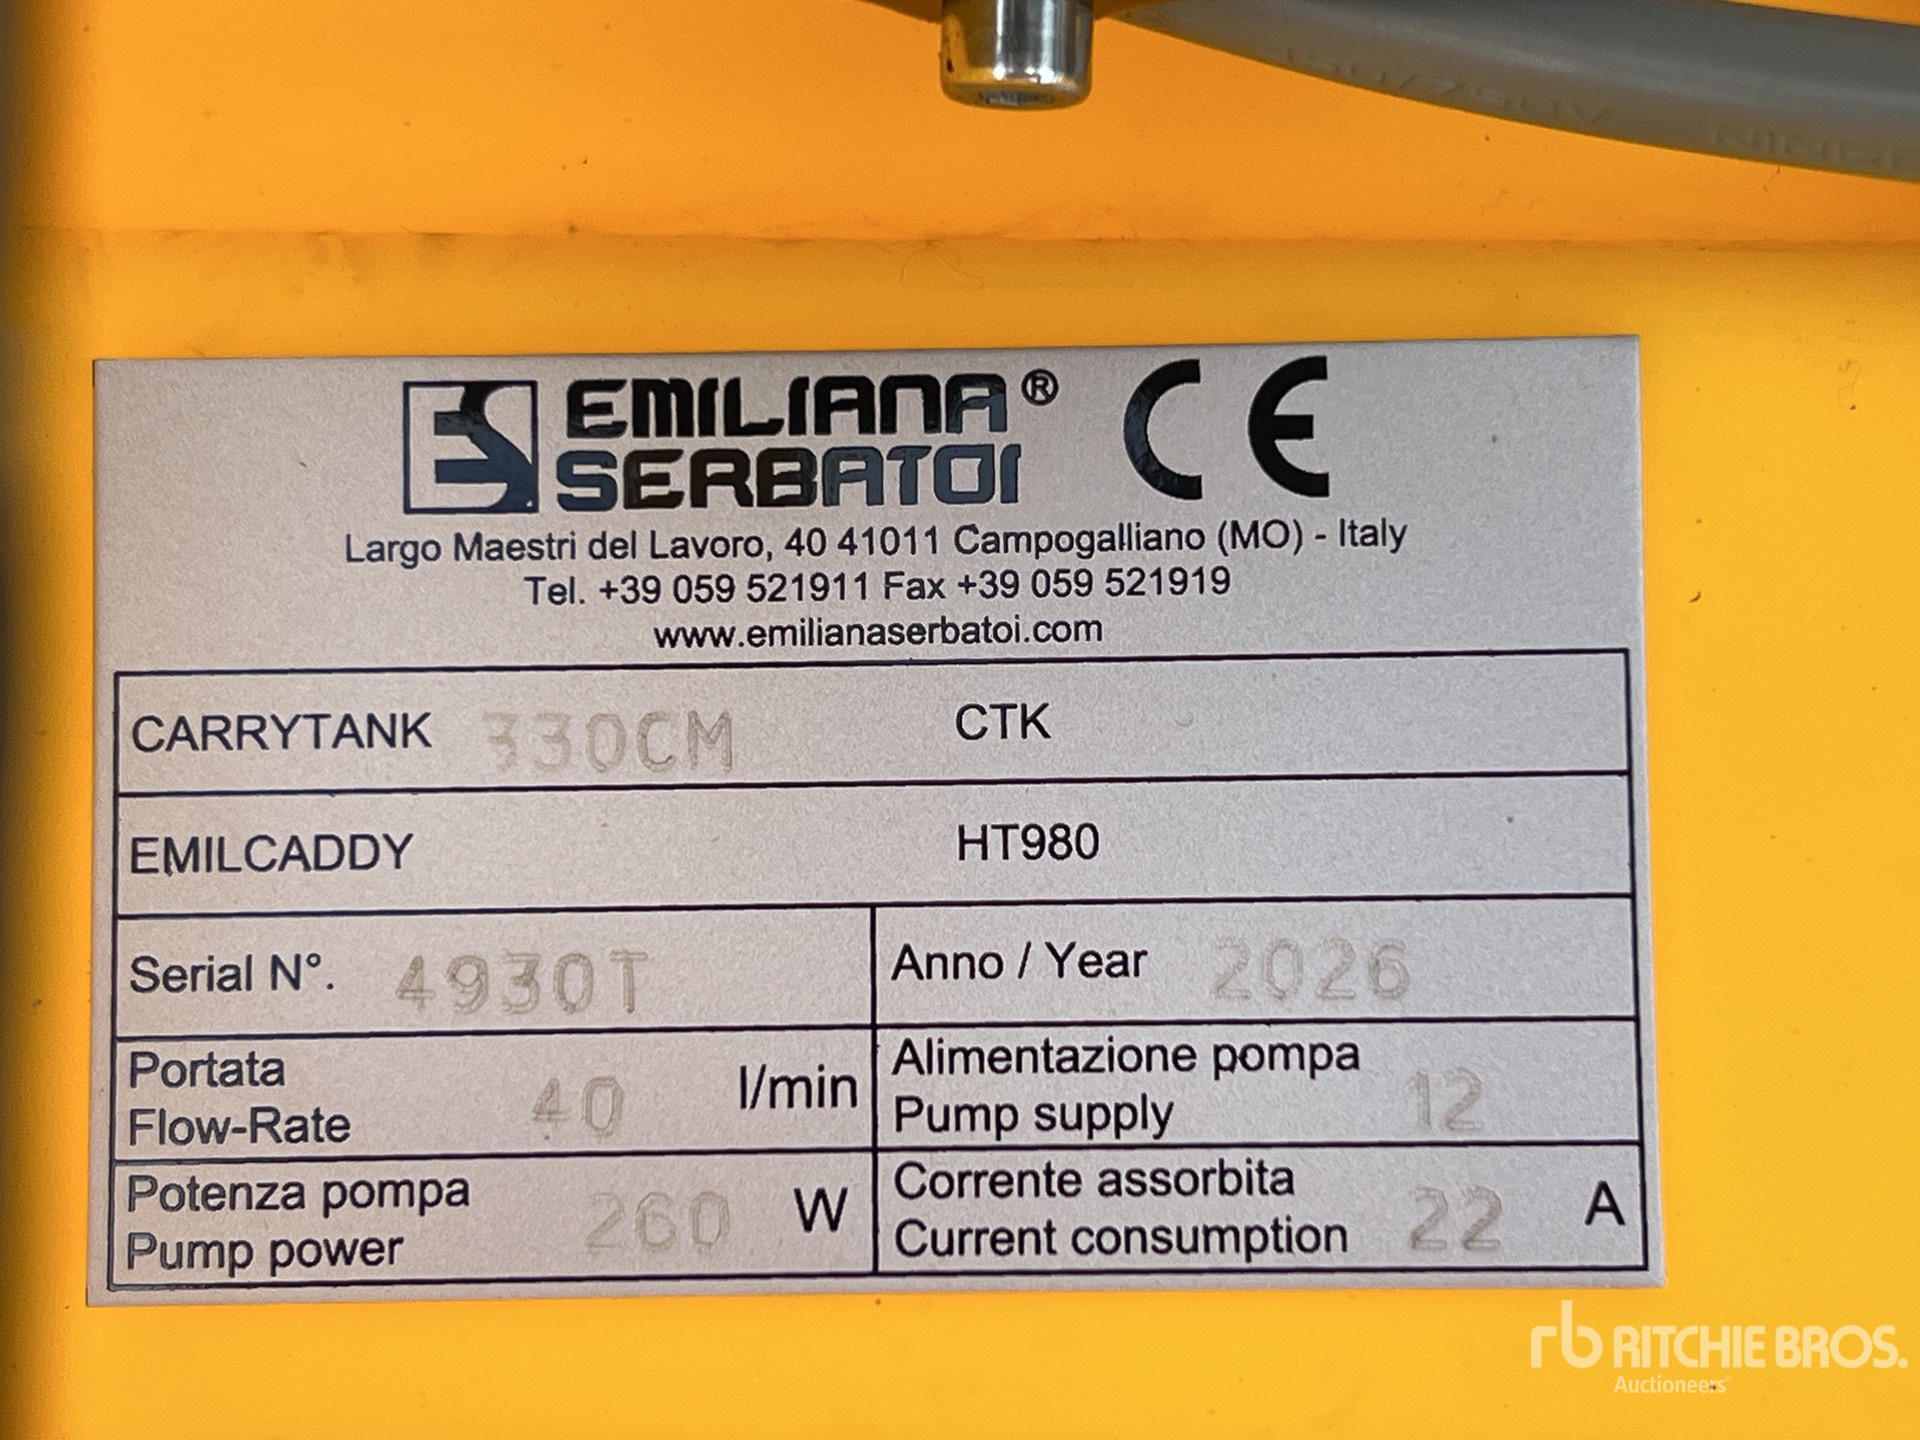 EMILIANA®
SERBATOI
CE
Largo Maestri del Lavoro, 40 41011 Campogalliano (MO) - Italy
Tel. +39 059 521911 Fax +39 059 521919
www.emilianaserbatoi.com
CARRYTANK 330CM CTK
EMILCADDY HT980
Serial N°. 4930T Anno / Year 2026
Portata
Flow-Rate 40 l/min
Alimentazione pompa
Pump supply 12
Potenza pompa
Pump power 260 W
Corrente assorbita
Current consumption 22 A
rb RITCHIE BROS.
Auctioneers